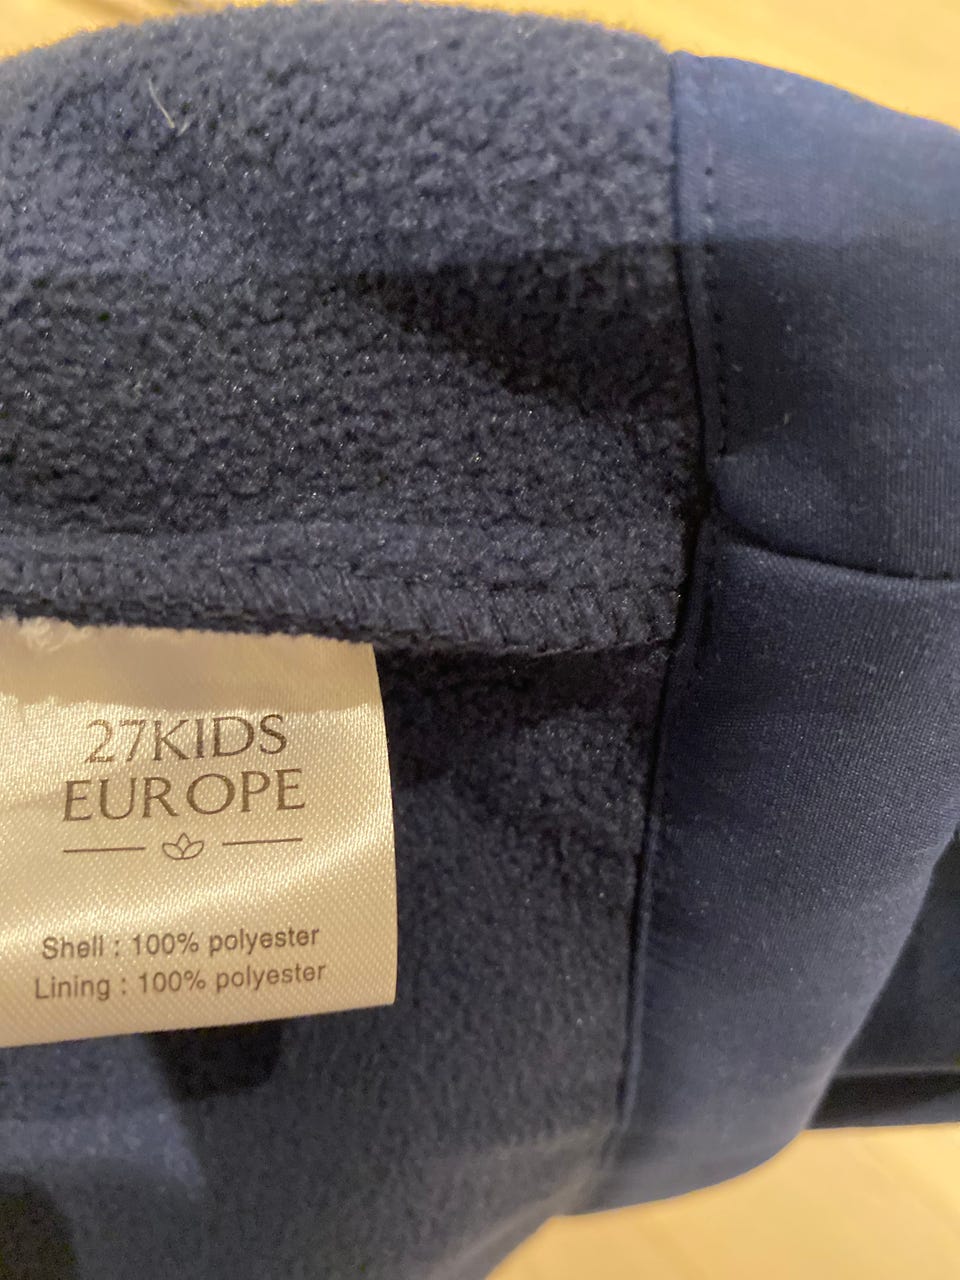 27KIDS
EUROPE
Shell : 100% polyester
Lining : 100% polyester